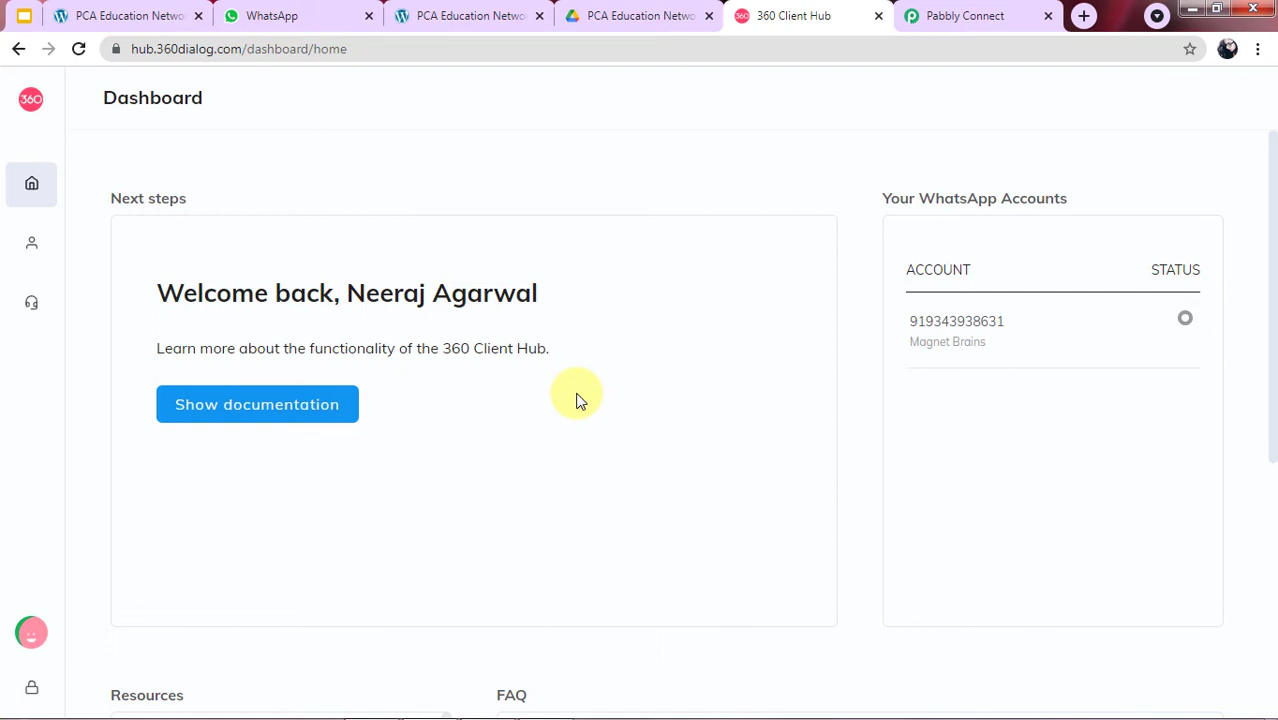 PCA Education Netwo
WhatsApp
PCA Education Netwo
PCA Education Netwo
360 Client Hub
Pabbly Connect
hub.360dialog.com/dashboard/home
360
Dashboard
Next steps
Your WhatsApp Accounts
Welcome back, Neeraj Agarwal
Learn more about the functionality of the 360 Client Hub.
Show documentation
ACCOUNT
STATUS
919343938631
Magnet Brains
Resources
FAQ